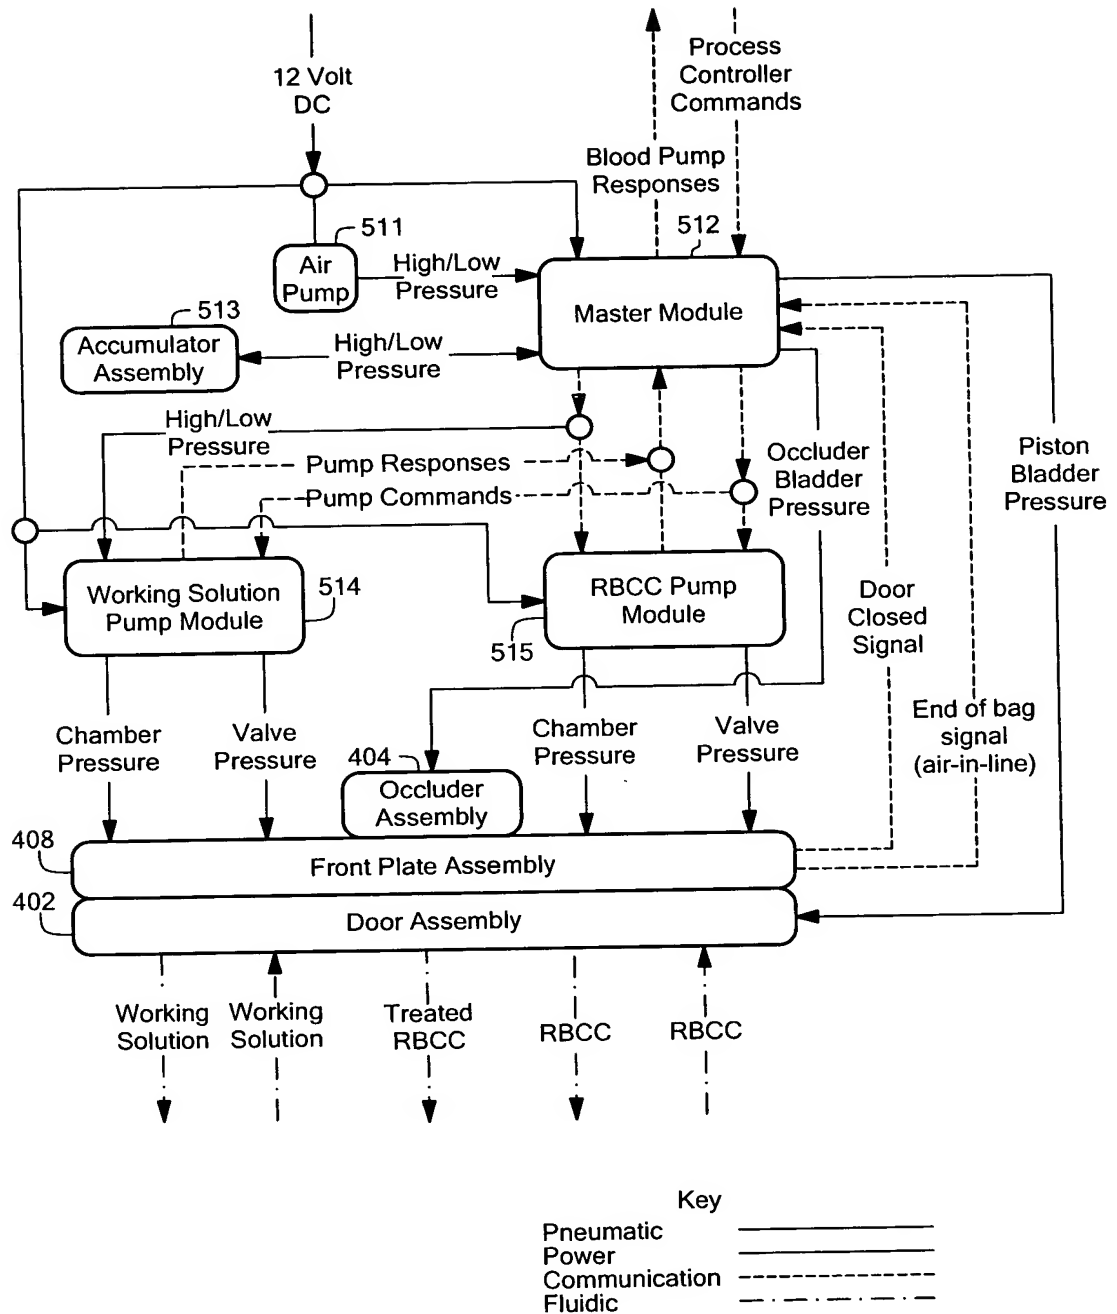 12 Volt
DC
Process
Controller
Commands
Blood Pump
Responses
511
512
Air
Pump
High/Low
Pressure
Master Module
513
Accumulator
Assembly
High/Low
Pressure
High/Low
Pressure
Pump Responses
Pump Commands
Occluder
Bladder
Pressure
Piston
Bladder
Pressure
Working Solution
Pump Module
514
RBCC Pump
Module
515
Door
Closed
Signal
End of bag
signal
(air-in-line)
Chamber
Pressure
Valve
Pressure
404
Occluder
Assembly
Chamber
Pressure
Valve
Pressure
408
Front Plate Assembly
402
Door Assembly
Working
Solution
Working
Solution
Treated
RBCC
RBCC
RBCC
Key
Pneumatic
Power
Communication
Fluidic